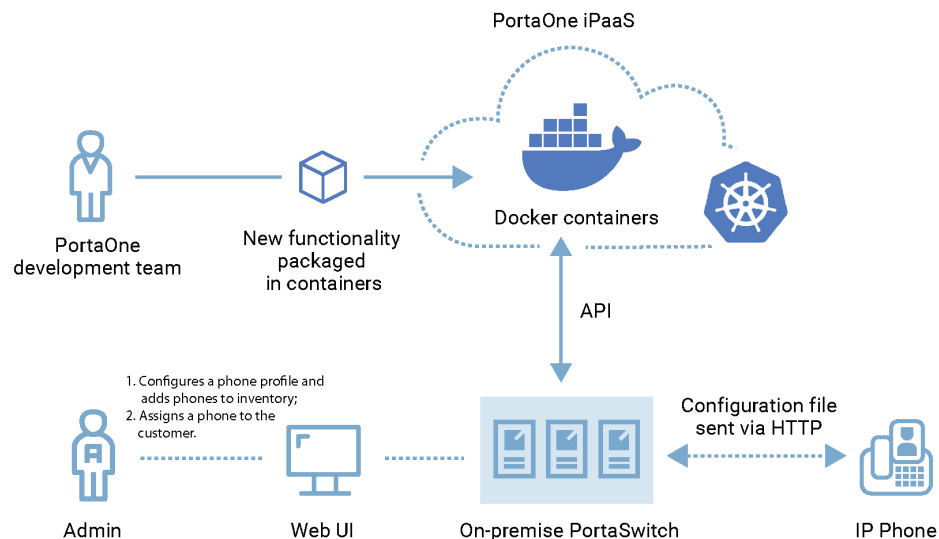 PortaOne iPaaS
Docker containers
PortaOne
development team
New functionality
packaged
in containers
API
1. Configures a phone profile and
adds phones to inventory;
2. Assigns a phone to the
customer.
Configuration file
sent via HTTP
A
Admin
Web UI
On-premise PortaSwitch
IP Phone